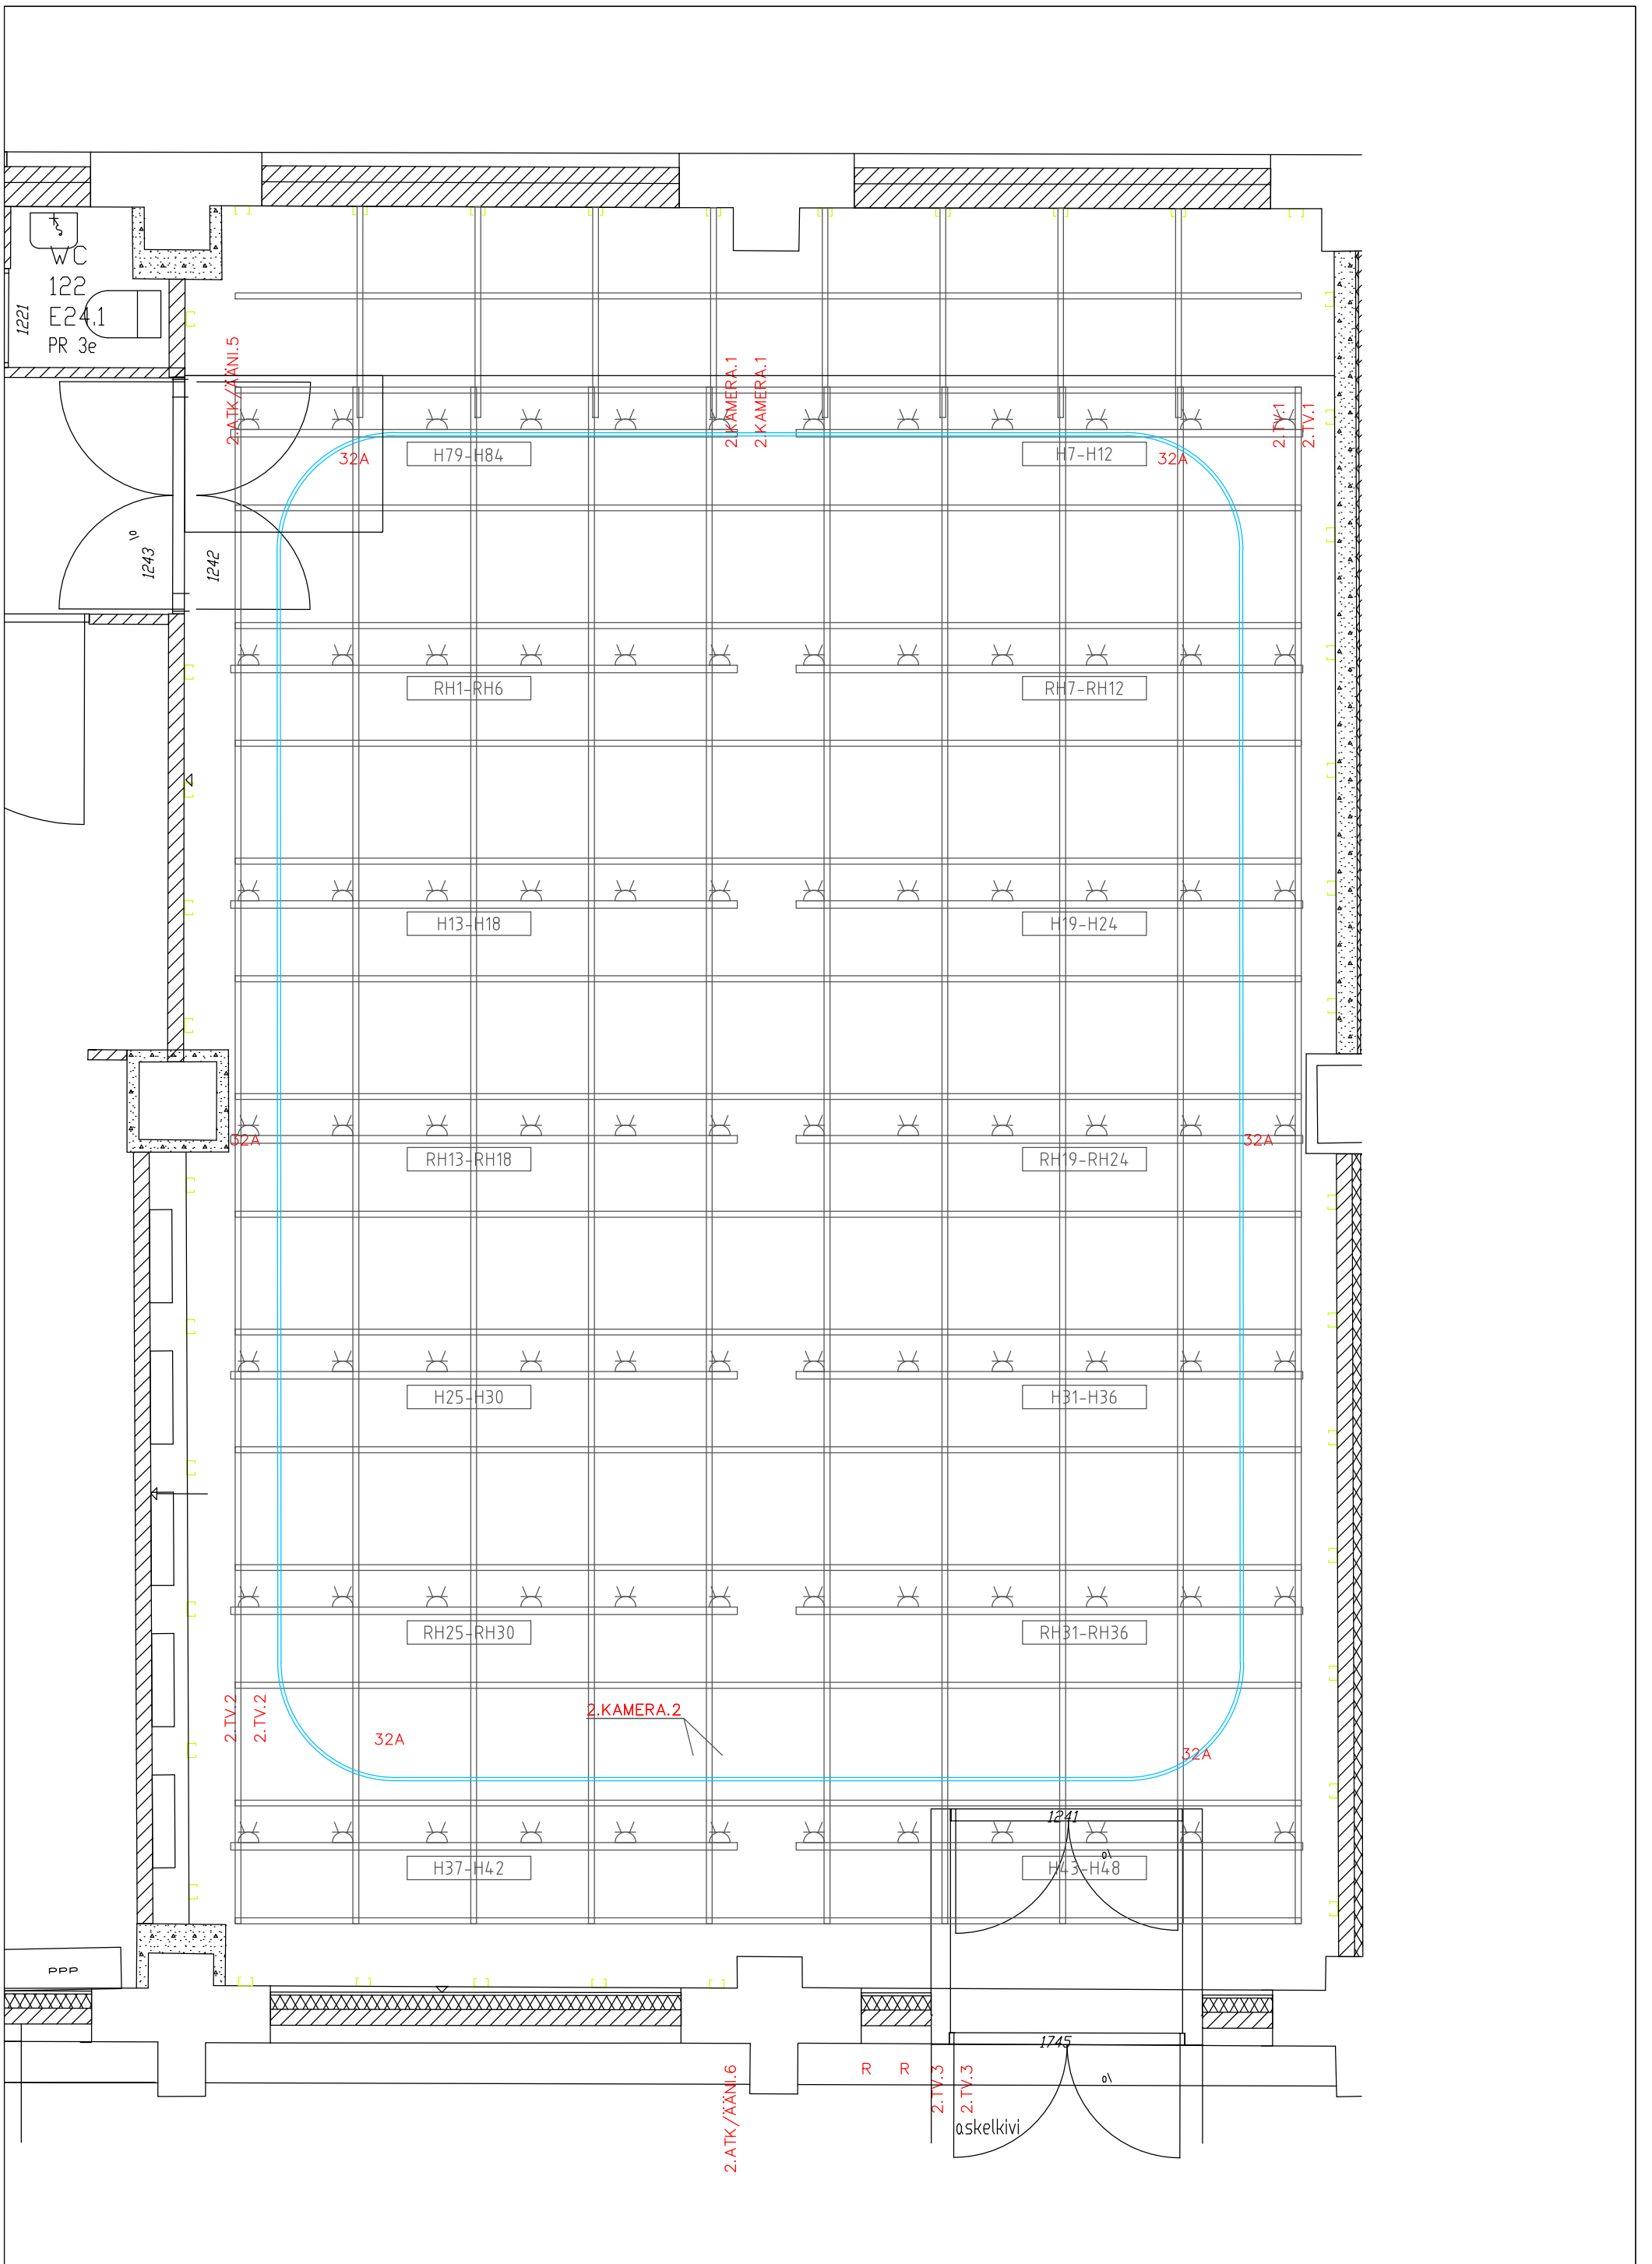 WC
122
E24.1
PR 3e
1221
2.ATK/ÄÄNI.5
2.KAMERA.1
2.KAMERA.1
2.TV.1
2.TV.1
32A
H79-H84
H7-H12
32A
10
1243
1242
RH1-RH6
RH7-RH12
H13-H18
H19-H24
32A
32A
RH13-RH18
RH19-RH24
H25-H30
H31-H36
RH25-RH30
RH31-RH36
2.TV.2
2.TV.2
2.KAMERA.2
32A
32A
1241
10
H37-H42
H43-H48
PPP
1745
10
2.ATK/ÄÄNI.6
R
R
2.TV.3
2.TV.3
askelkivi